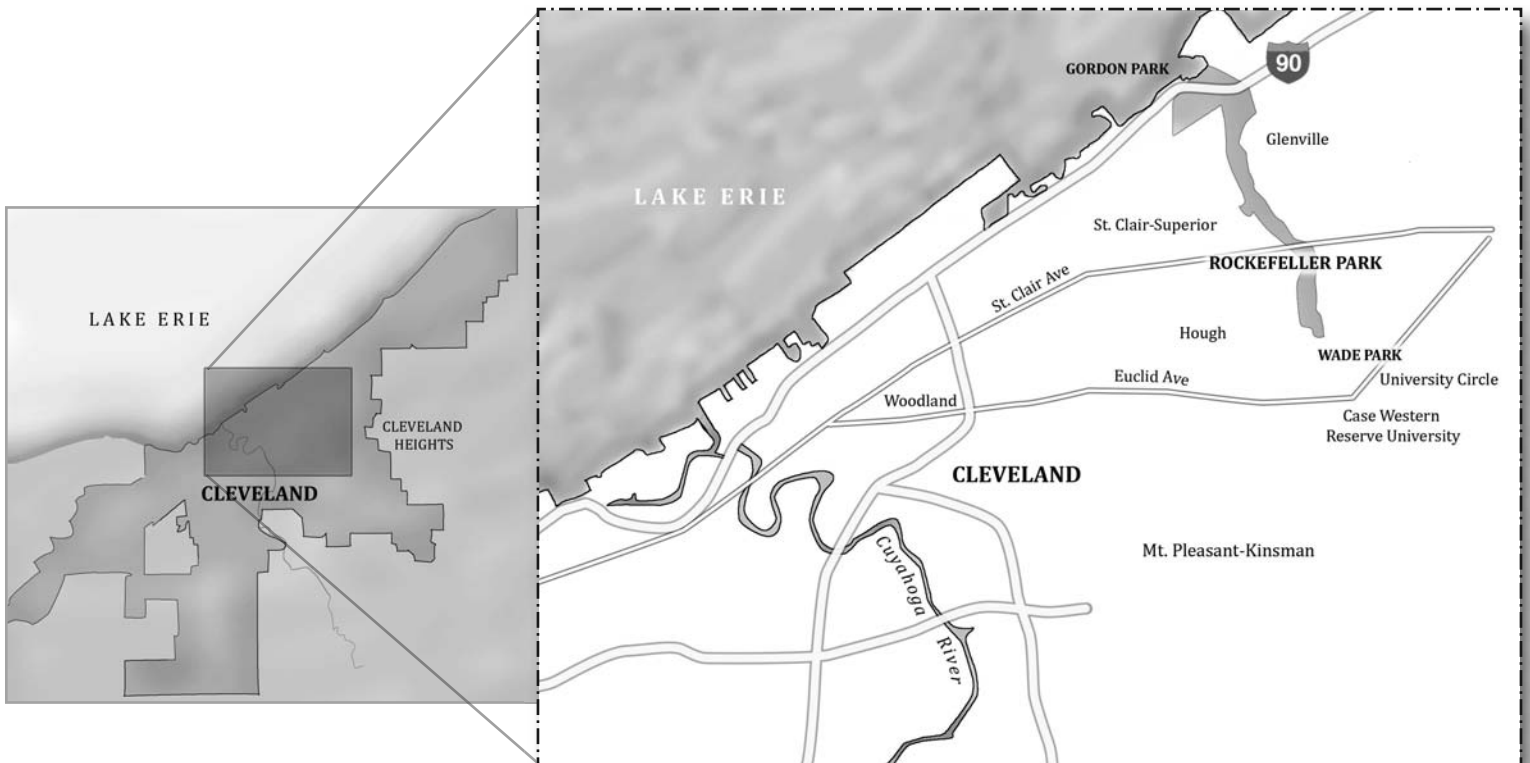 LAKE ERIE
CLEVELAND
HEIGHTS
CLEVELAND
GORDON PARK
90
Glenville
LAKE ERIE
St. Clair-Superior
ROCKEFELLER PARK
St. Clair Ave
Hough
WADE PARK
Euclid Ave
University Circle
Woodland
Case Western
Reserve University
CLEVELAND
Mt. Pleasant-Kinsman
Cuyahoga
River